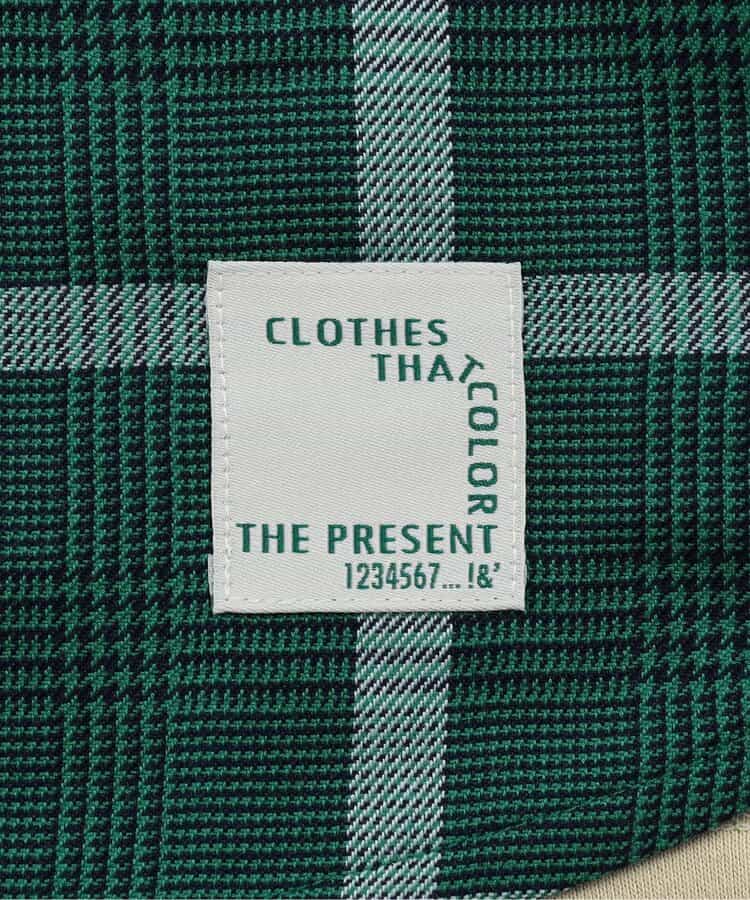 CLOTHES
THAT
COLOR
THE PRESENT
1234567... !&’